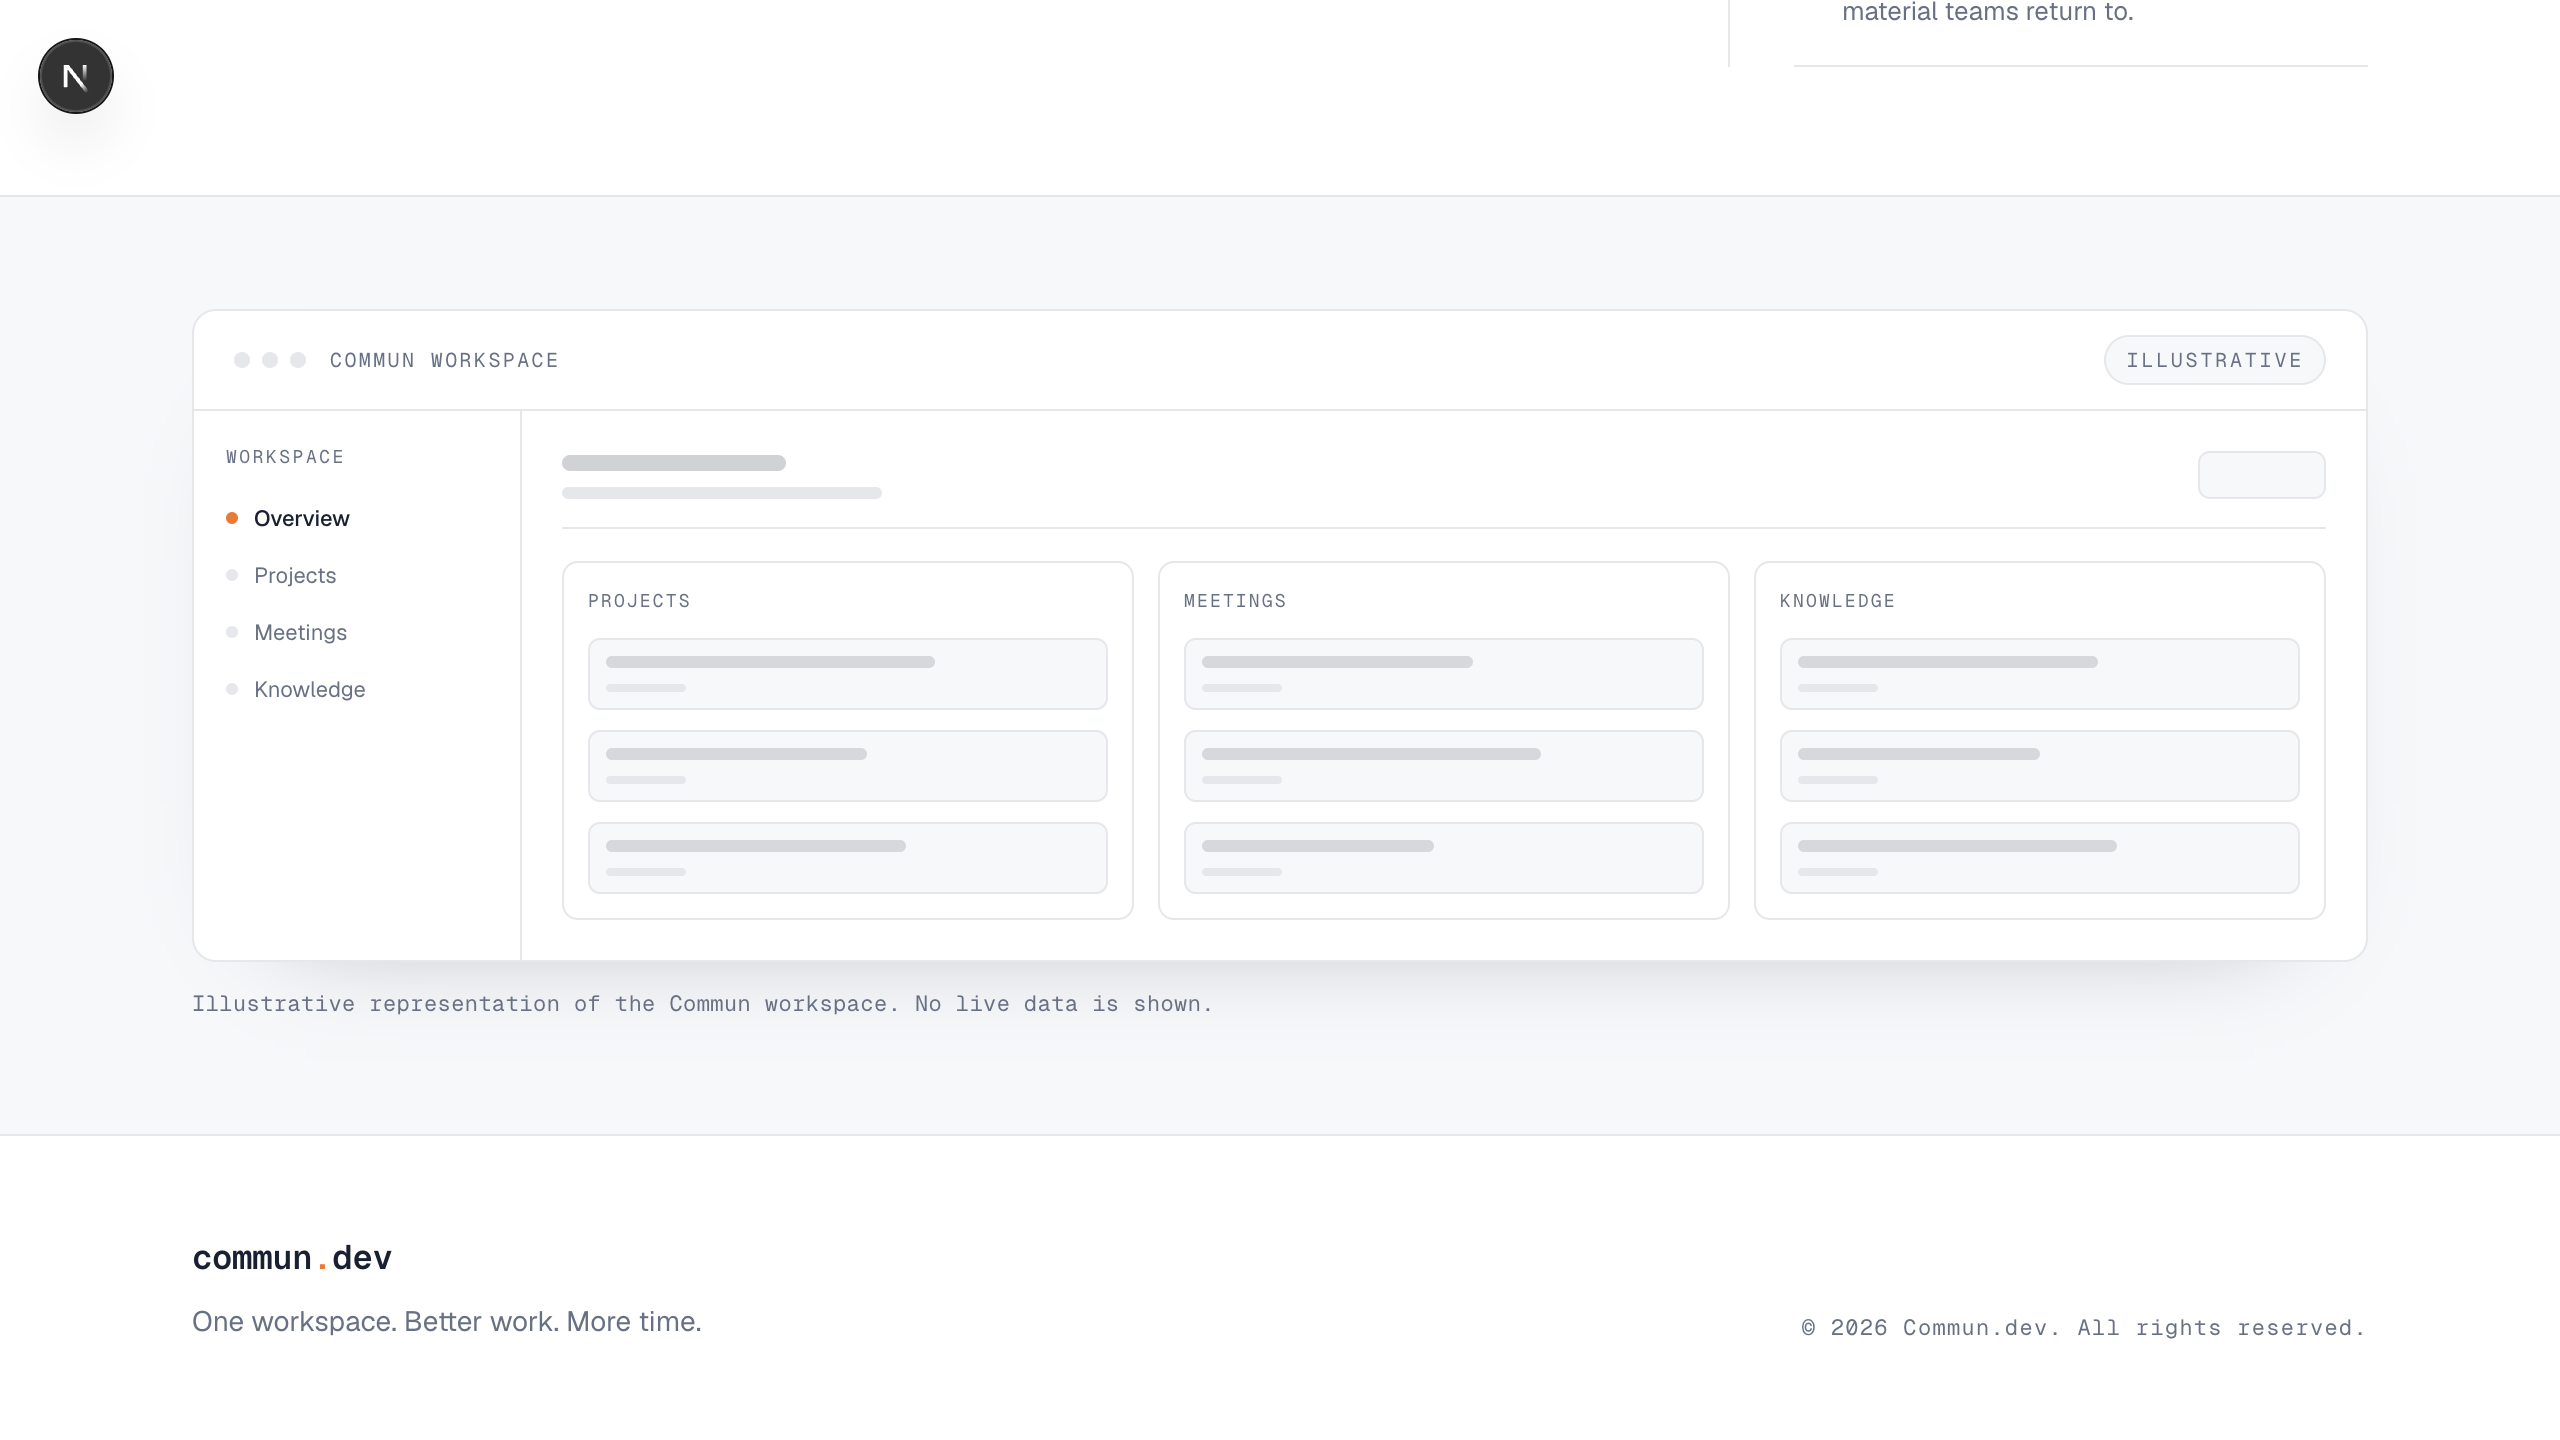 material teams return to.
N
COMMUN WORKSPACE
ILLUSTRATIVE
WORKSPACE
Overview
Projects
Meetings
Knowledge
PROJECTS
MEETINGS
KNOWLEDGE
Illustrative representation of the Commun workspace. No live data is shown.
commun.dev
One workspace. Better work. More time.
© 2026 Commun.dev. All rights reserved.